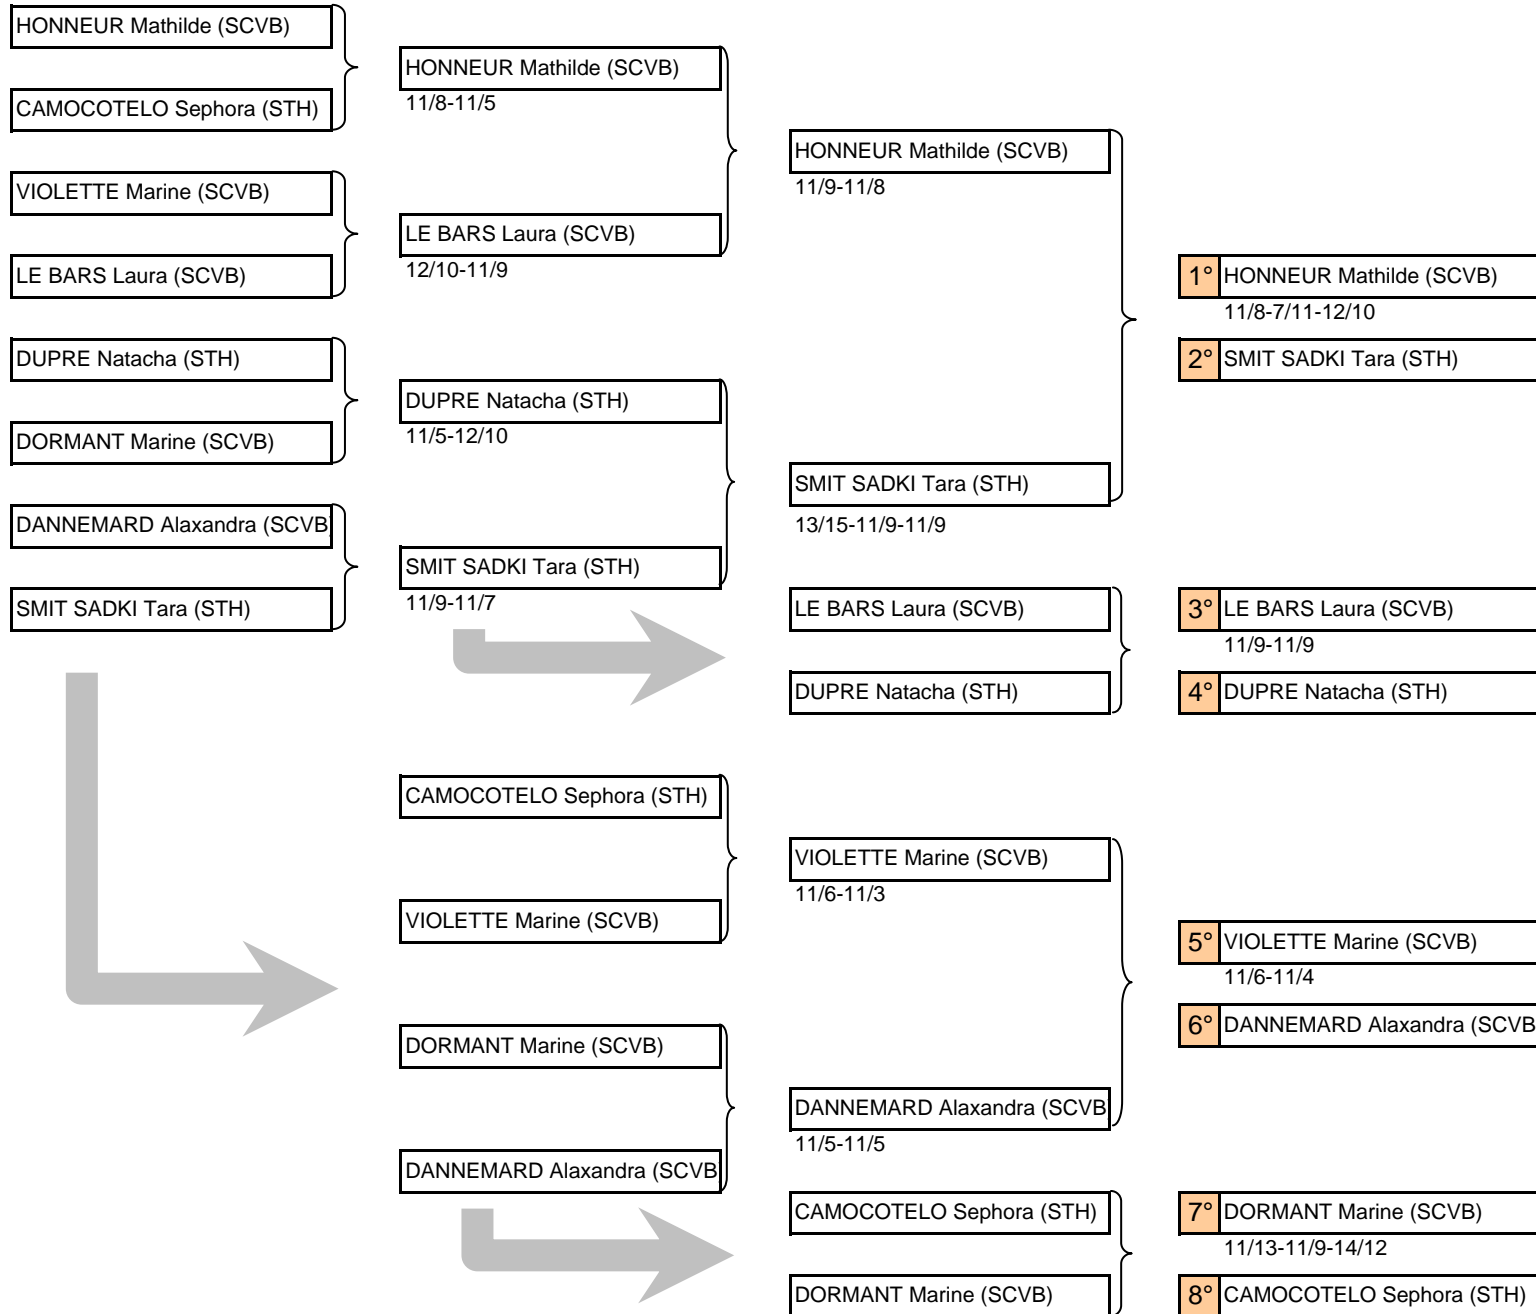 HONNEUR Mathilde (SCVB)
CAMOCOTELO Sephora (STH)
VIOLETTE Marine (SCVB)
LE BARS Laura (SCVB)
DUPRE Natacha (STH)
DORMANT Marine (SCVB)
DANNEMARD Alaxandra (SCVB)
SMIT SADKI Tara (STH)
HONNEUR Mathilde (SCVB)
11/8-11/5
LE BARS Laura (SCVB)
12/10-11/9
DUPRE Natacha (STH)
11/5-12/10
SMIT SADKI Tara (STH)
11/9-11/7
CAMOCOTELO Sephora (STH)
VIOLETTE Marine (SCVB)
DORMANT Marine (SCVB)
DANNEMARD Alaxandra (SCVB
HONNEUR Mathilde (SCVB)
11/9-11/8
SMIT SADKI Tara (STH)
13/15-11/9-11/9
LE BARS Laura (SCVB)
DUPRE Natacha (STH)
VIOLETTE Marine (SCVB)
11/6-11/3
DANNEMARD Alaxandra (SCVB
11/5-11/5
CAMOCOTELO Sephora (STH)
DORMANT Marine (SCVB)
1° HONNEUR Mathilde (SCVB)
11/8-7/11-12/10
2° SMIT SADKI Tara (STH)
3° LE BARS Laura (SCVB)
11/9-11/9
4° DUPRE Natacha (STH)
5° VIOLETTE Marine (SCVB)
11/6-11/4
6° DANNEMARD Alaxandra (SCVB
7° DORMANT Marine (SCVB)
11/13-11/9-14/12
8° CAMOCOTELO Sephora (STH)